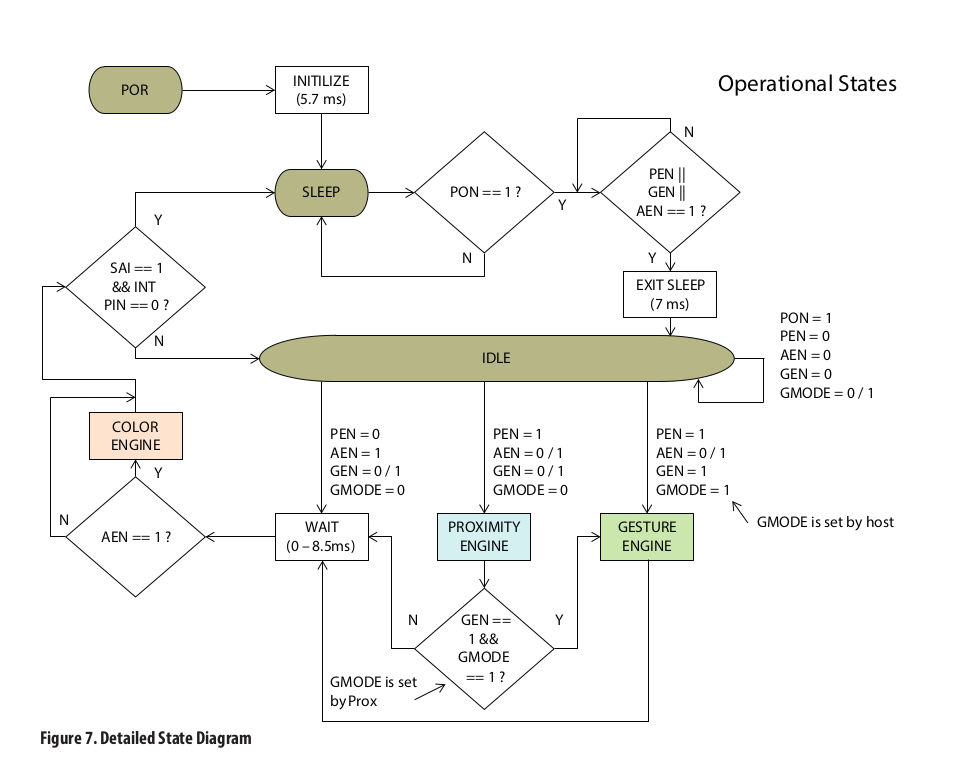 Operational States
POR
INITILIZE
(5.7 ms)
SLEEP
PON == 1 ?
Y
N
PEN ||
GEN ||
AEN == 1 ?
N
Y
EXIT SLEEP
(7 ms)
Y
SAI == 1
&& INT
PIN == 0 ?
N
IDLE
PON = 1
PEN = 0
AEN = 0
GEN = 0
GMODE = 0 / 1
PEN = 0
AEN = 1
GEN = 0 / 1
GMODE = 0
PEN = 1
AEN = 0 / 1
GEN = 0 / 1
GMODE = 0
PEN = 1
AEN = 0 / 1
GEN = 1
GMODE = 1
GMODE is set by host
COLOR
ENGINE
Y
N
AEN == 1 ?
WAIT
(0 – 8.5ms)
PROXIMITY
ENGINE
GESTURE
ENGINE
N
GEN ==
1 &&
GMODE
== 1 ?
Y
GMODE is set
by Prox
Figure 7. Detailed State Diagram